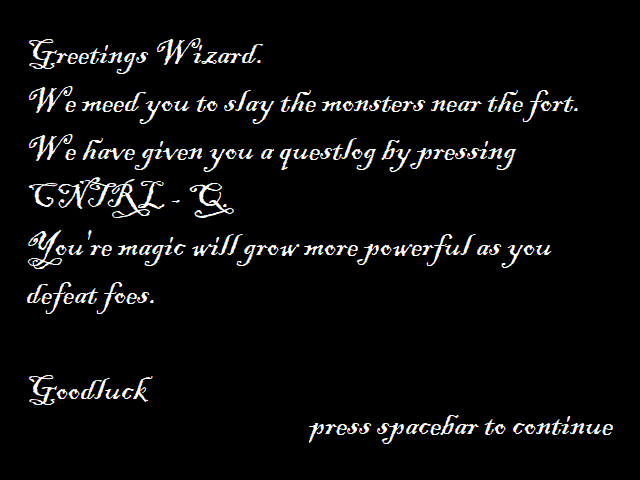 Greetings Wizard.
We meed you to slay the monsters near the fort.
We have given you a questlog by pressing
CNTRL - Q.
You're magic will grow more powerful as you
defeat foes.
Goodluck
press spacebar to continue